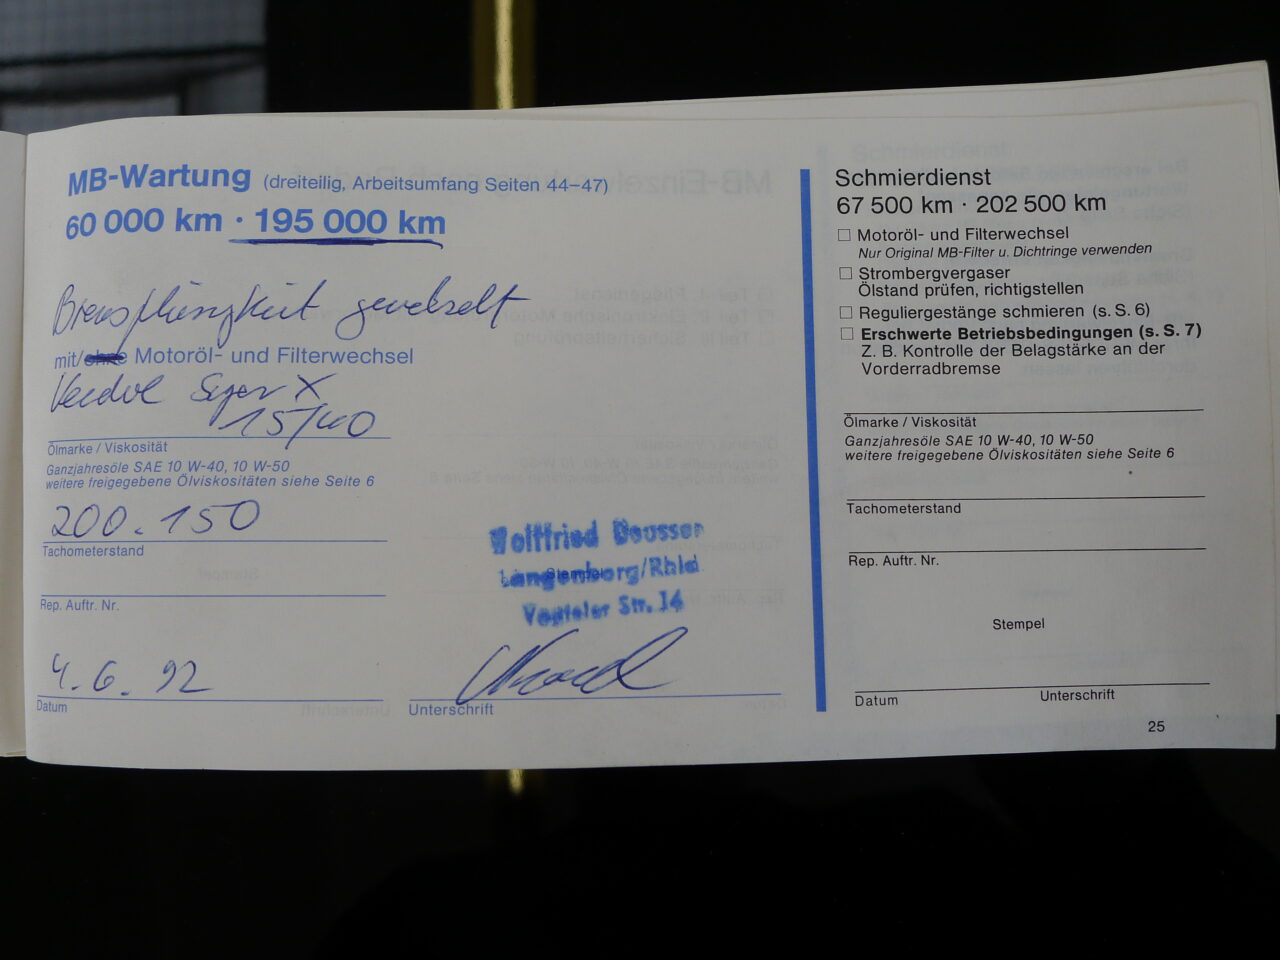 MB-Wartung (dreiteilig, Arbeitsumfang Seiten 44–47)
60 000 km · 195 000 km
Bremsflüssigkeit gewechselt
mit/ohne Motoröl- und Filterwechsel
Super X
15/40
Ölmarke / Viskosität
Ganzjahresöle SAE 10 W-40, 10 W-50
weitere freigegebene Ölviskositäten siehe Seite 6
200.150
Tachometerstand
Rep. Auftr. Nr.
Stempel
Langenberg/Rhld
Str. 14
4.6.92
Datum
Unterschrift
Schmierdienst
67 500 km · 202 500 km
Motoröl- und Filterwechsel
Nur Original MB-Filter u. Dichtringe verwenden
Strombergvergaser
Ölstand prüfen, richtigstellen
Reguliergestänge schmieren (s. S. 6)
Erschwerte Betriebsbedingungen (s. S. 7)
Z. B. Kontrolle der Belagstärke an der
Vorderradbremse
Ölmarke / Viskosität
Ganzjahresöle SAE 10 W-40, 10 W-50
weitere freigegebene Ölviskositäten siehe Seite 6
Tachometerstand
Rep. Auftr. Nr.
Stempel
Datum Unterschrift
25